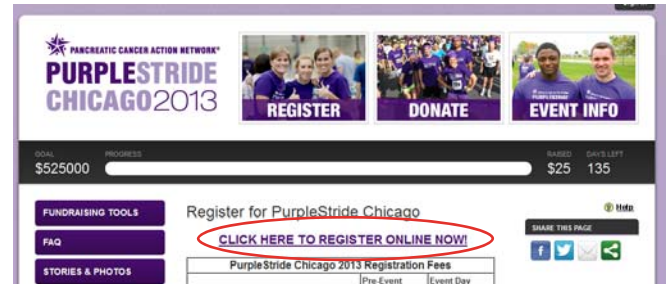 PANCREATIC CANCER ACTION NETWORK®
PURPLESTRIDE
CHICAGO2013
REGISTER
DONATE
EVENT INFO
GOAL
PROGRESS
RAISED
DAYS LEFT
$525000
$25
135
FUNDRAISING TOOLS
FAQ
STORIES & PHOTOS
Register for PurpleStride Chicago
CLICK HERE TO REGISTER ONLINE NOW!
PurpleStride Chicago 2013 Registration Fees
Pre-Event
Event Day
Help
SHARE THIS PAGE